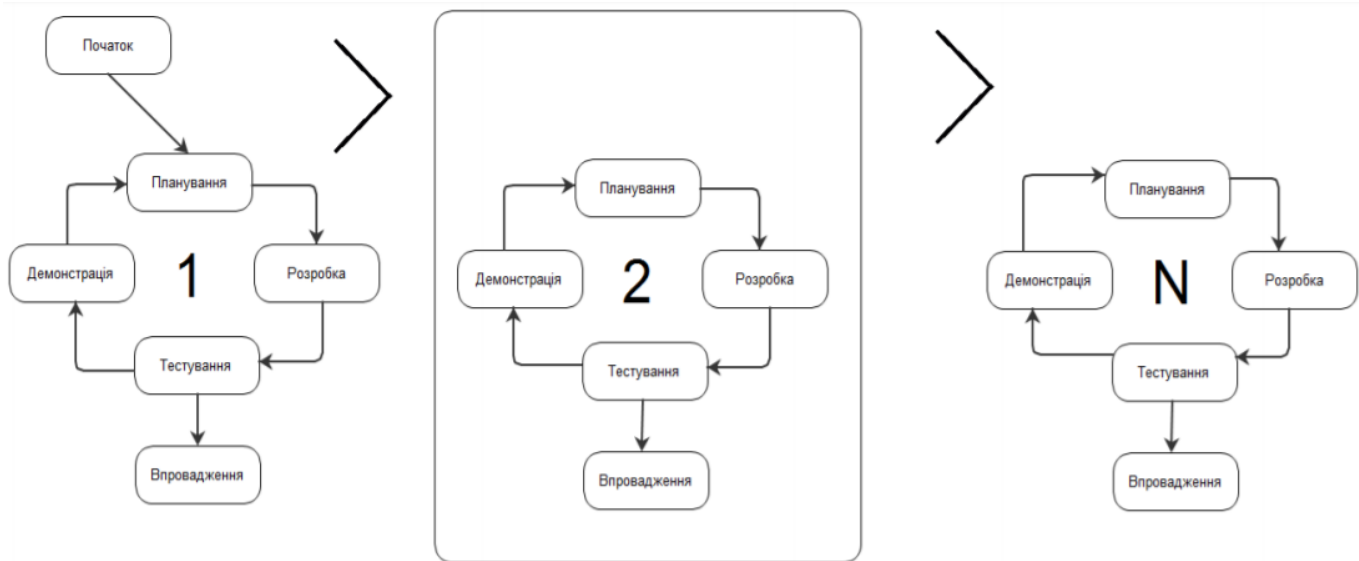 Початок
Планування
Демонстрація
1
Розробка
Тестування
Впровадження
Планування
Демонстрація
2
Розробка
Тестування
Впровадження
Планування
Демонстрація
N
Розробка
Тестування
Впровадження